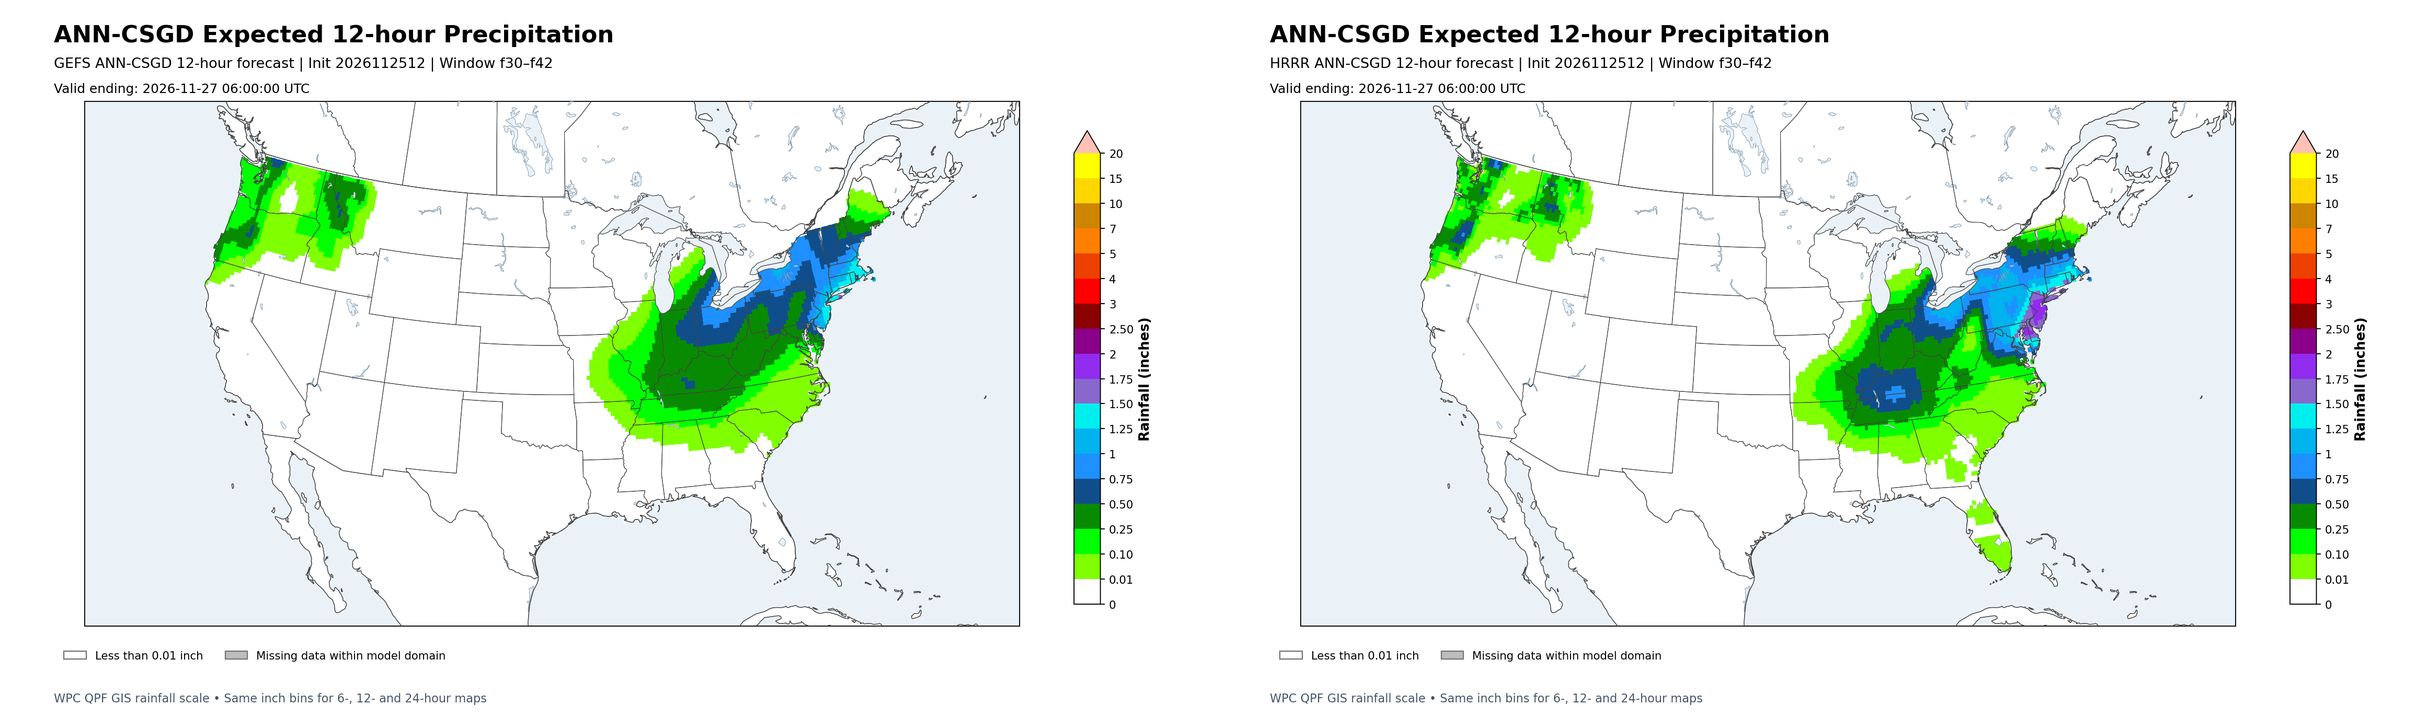 ANN-CSGD Expected 12-hour Precipitation
GEFS ANN-CSGD 12-hour forecast | Init 2026112512 | Window f30–f42
Valid ending: 2026-11-27 06:00:00 UTC
20
15
10
7
5
4
3
2.50
2
1.75
1.50
1.25
1
0.75
0.50
0.25
0.10
0.01
0
Rainfall (inches)
Less than 0.01 inch
Missing data within model domain
WPC QPF GIS rainfall scale • Same inch bins for 6-, 12- and 24-hour maps
ANN-CSGD Expected 12-hour Precipitation
HRRR ANN-CSGD 12-hour forecast | Init 2026112512 | Window f30–f42
Valid ending: 2026-11-27 06:00:00 UTC
20
15
10
7
5
4
3
2.50
2
1.75
1.50
1.25
1
0.75
0.50
0.25
0.10
0.01
0
Rainfall (inches)
Less than 0.01 inch
Missing data within model domain
WPC QPF GIS rainfall scale • Same inch bins for 6-, 12- and 24-hour maps